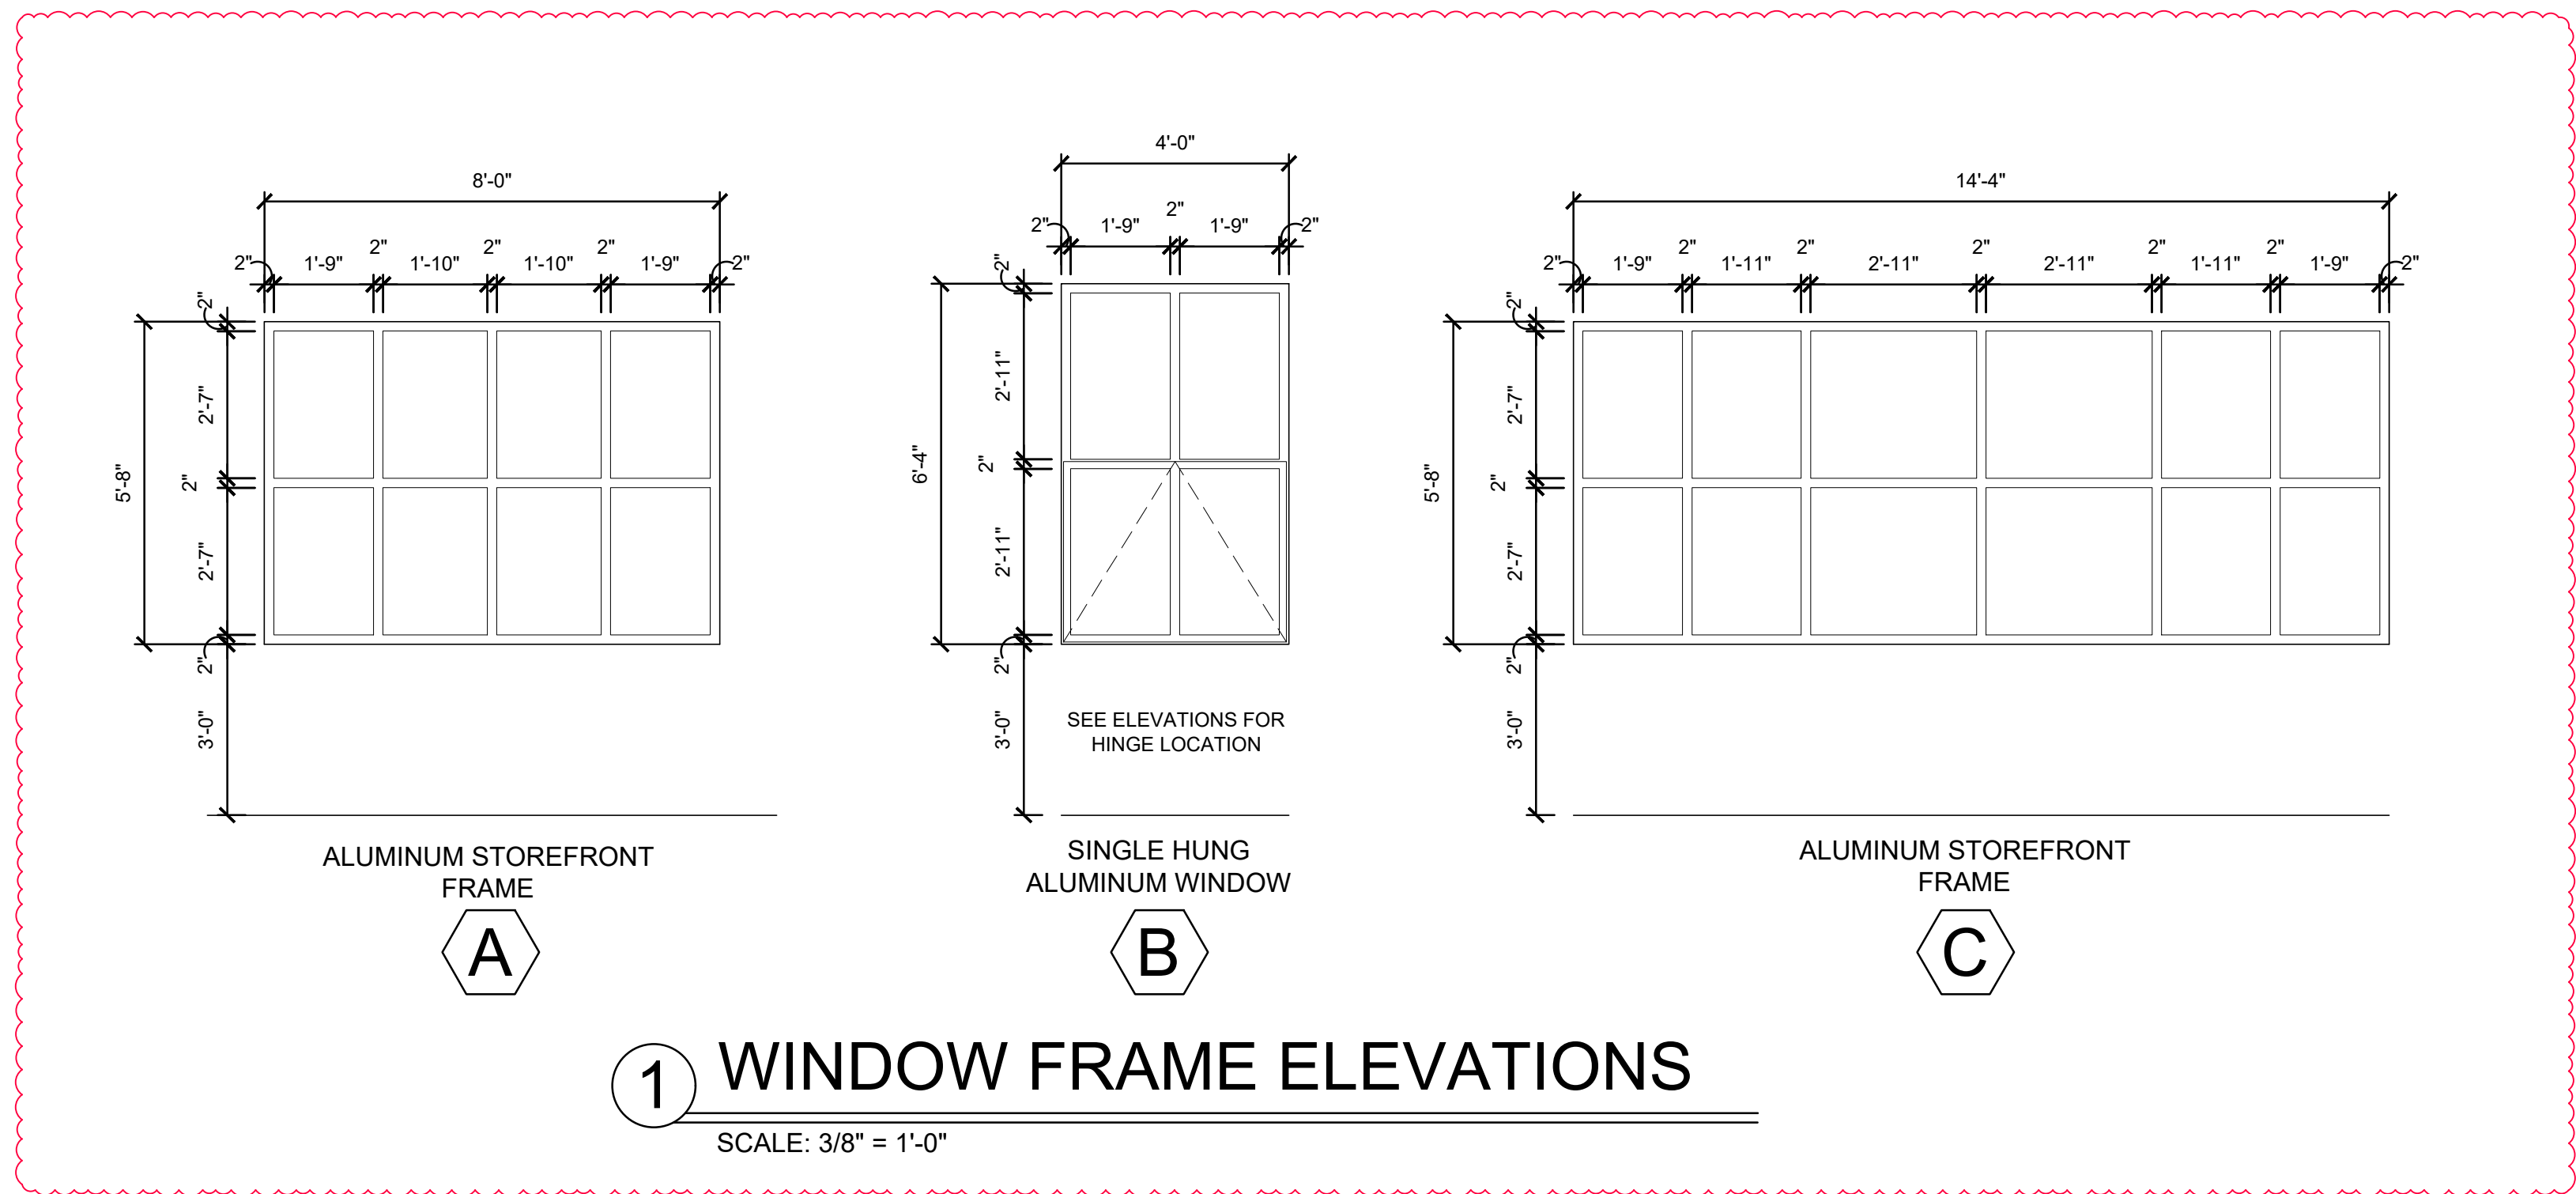 8'-0"
2" 1'-9" 2" 1'-10" 2" 1'-10" 2" 1'-9" 2"
2"
2'-7"
2"
2'-7"
2"
5'-8"
3'-0"
ALUMINUM STOREFRONT
FRAME
A
4'-0"
2" 1'-9" 2" 1'-9" 2"
2"
2'-11"
2"
2'-11"
2"
6'-4"
3'-0"
SEE ELEVATIONS FOR
HINGE LOCATION
SINGLE HUNG
ALUMINUM WINDOW
B
14'-4"
2" 1'-9" 2" 1'-11" 2" 2'-11" 2" 2'-11" 2" 1'-11" 2" 1'-9" 2"
2"
2'-7"
2"
2'-7"
2"
5'-8"
3'-0"
ALUMINUM STOREFRONT
FRAME
C
1 WINDOW FRAME ELEVATIONS
SCALE: 3/8" = 1'-0"